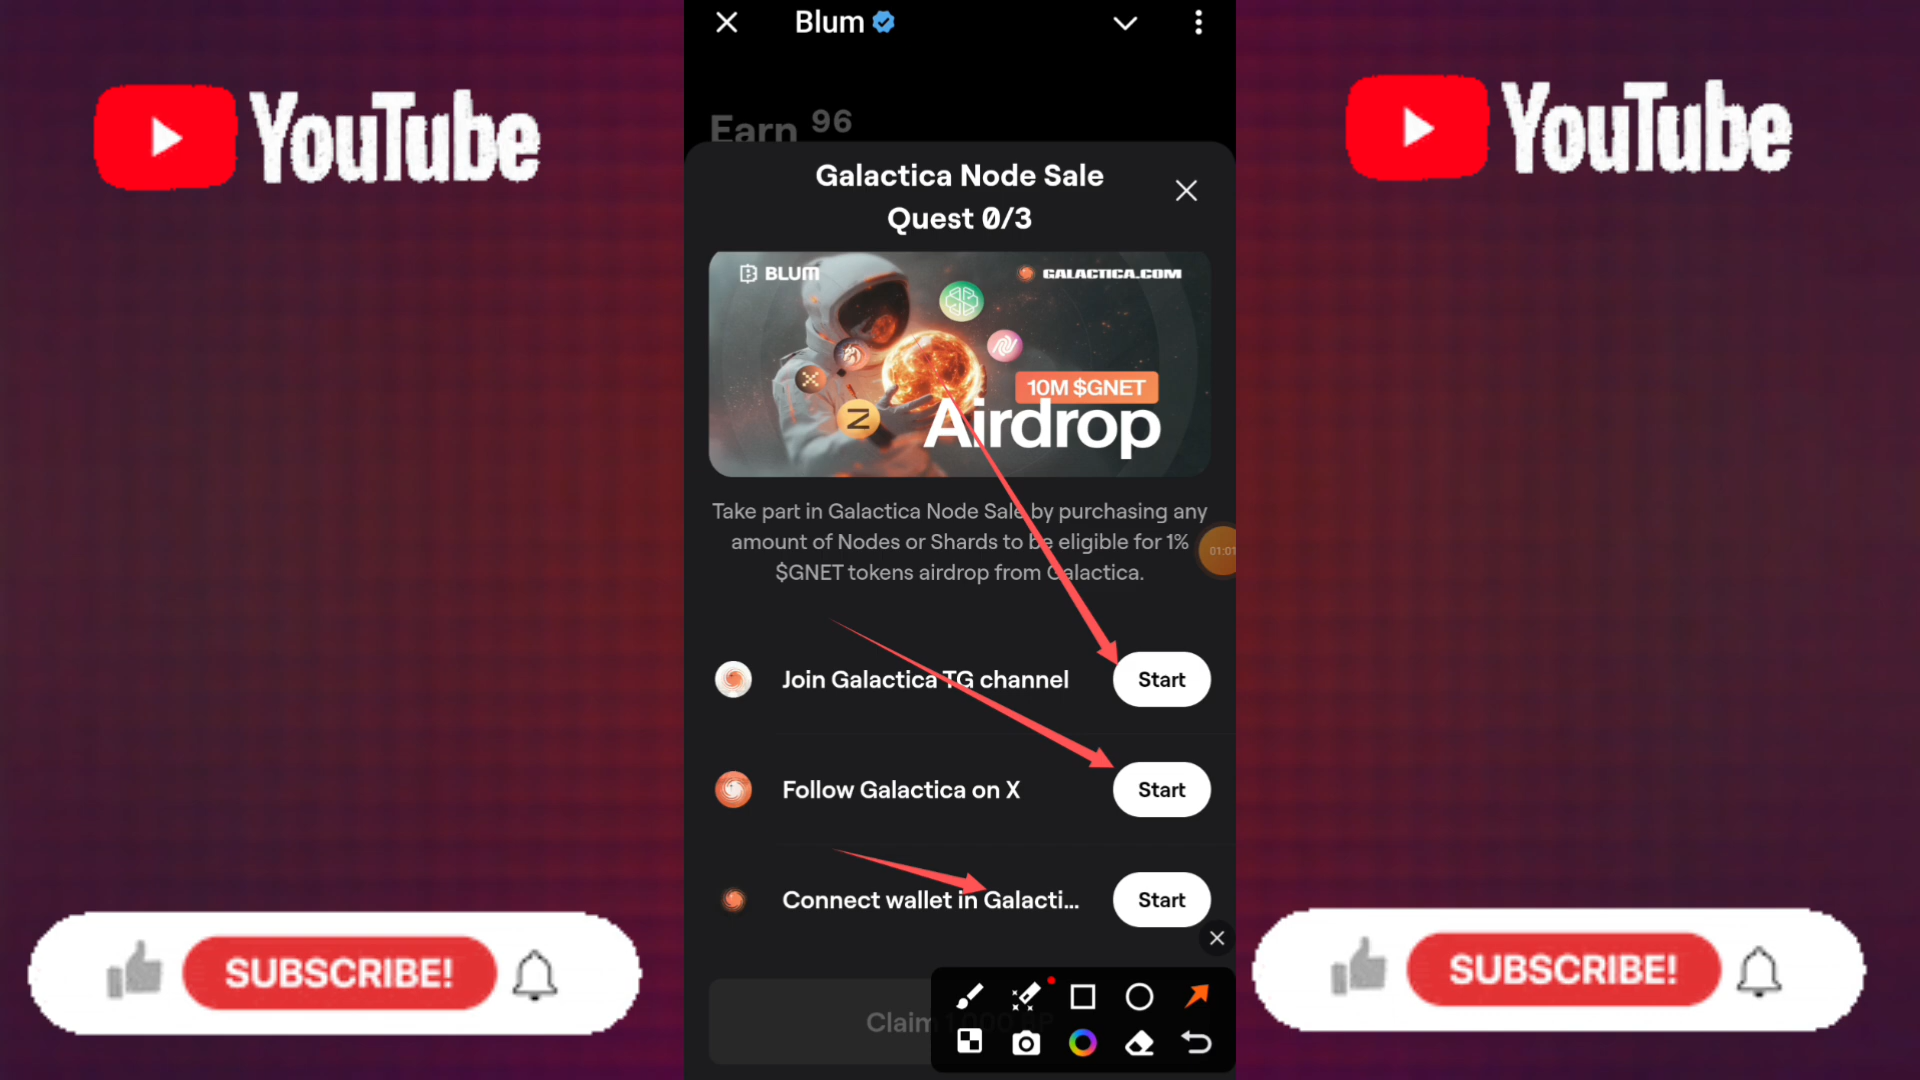 Blum
Earn 96
YouTube
YouTube
Galactica Node Sale
Quest 0/3
BLUM
GALACTICA.COM
10M $GNET
Airdrop
Take part in Galactica Node Sale by purchasing any
amount of Nodes or Shards to be eligible for 1%
$GNET tokens airdrop from Galactica.
01:01
Join Galactica TG channel
Start
Follow Galactica on X
Start
Connect wallet in Galacti...
Start
SUBSCRIBE!
SUBSCRIBE!
Claim